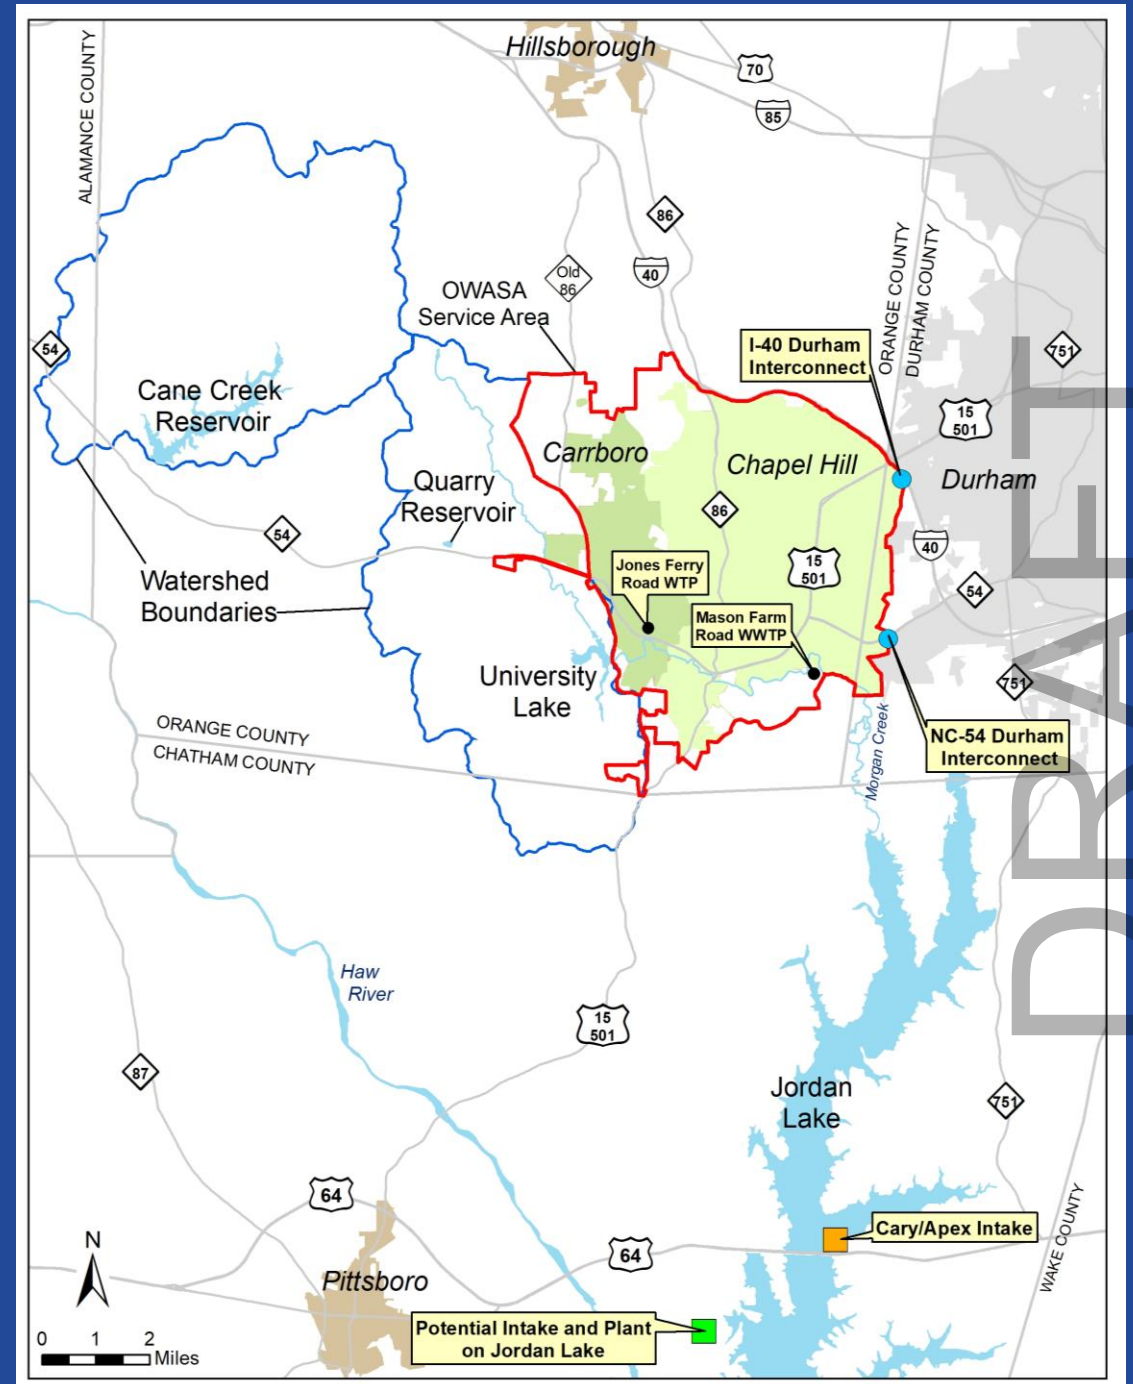 Hillsborough
70
85
ALAMANCE COUNTY
86
Old
86
40
ORANGE COUNTY
DURHAM COUNTY
OWASA
Service Area
I-40 Durham
Interconnect
54
751
Cane Creek
Reservoir
15
501
Carrboro
Chapel Hill
Durham
Quarry
Reservoir
86
54
40
15
501
Jones Ferry
Road WTP
Watershed
Boundaries
54
Mason Farm
Road WWTP
University
Lake
751
ORANGE COUNTY
CHATHAM COUNTY
Morgan Creek
NC-54 Durham
Interconnect
DRAFT
Haw
River
15
501
87
Jordan
Lake
751
64
Cary/Apex Intake
WAKE COUNTY
N
64
Pittsboro
Potential Intake and Plant
on Jordan Lake
0 1 2
Miles